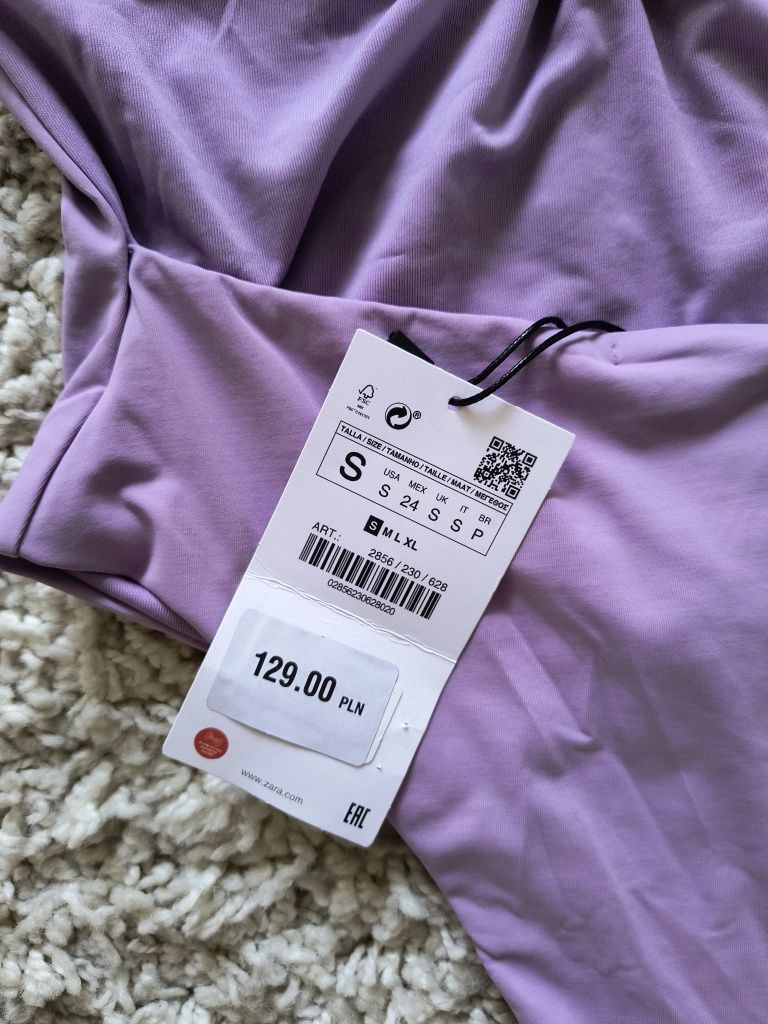 FSC
TALLA / SIZE / TAMANHO / TAILLE / MAAT / ΜΕΓΕΘΟΣ
S
USA MEX UK IT BR
S 24 S S P
S M L XL
ART.: 2856 / 230 / 628
02856230628020
129.00 PLN
www.zara.com
EAC